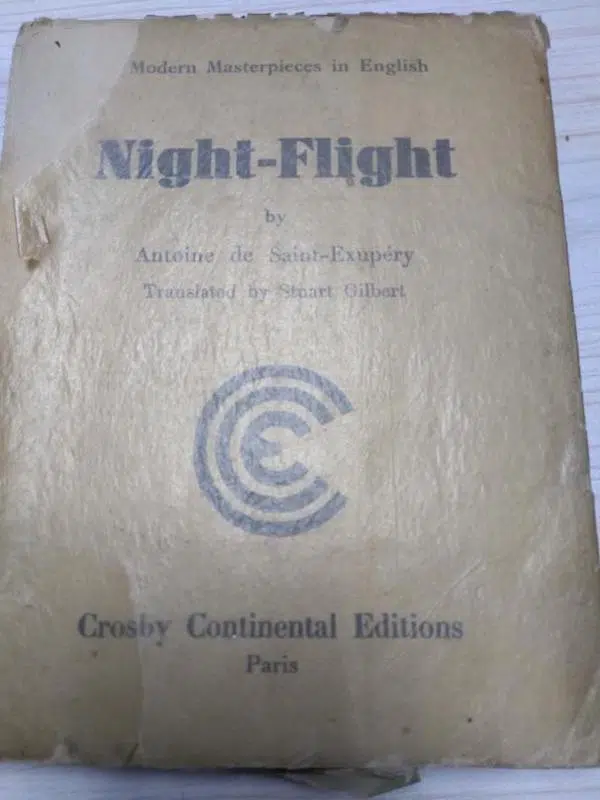 Modern Masterpieces in English
Night-Flight
by
Antoine de Saint-Exupéry
Translated by Stuart Gilbert
CCE
Crosby Continental Editions
Paris